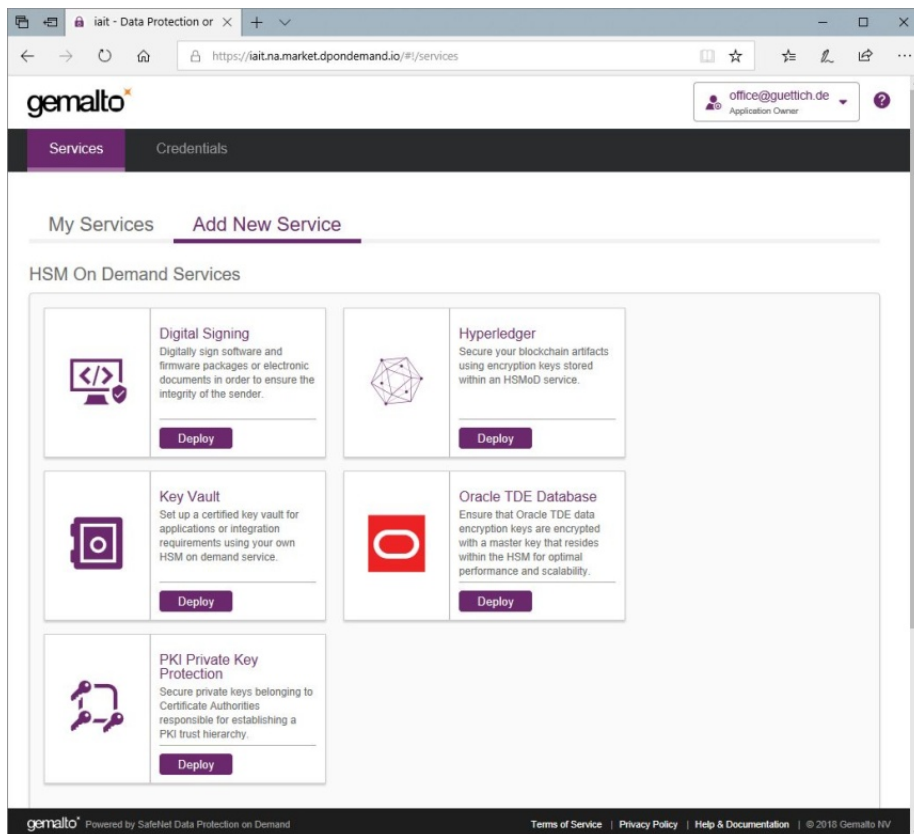 iait - Data Protection or
https://iait.na.market.dpondemand.io/#!/services
gemalto
office@guettich.de
Application Owner
?
Services
Credentials
My Services
Add New Service
HSM On Demand Services
Digital Signing
Digitally sign software and
firmware packages or electronic
documents in order to ensure the
integrity of the sender.
Deploy
Hyperledger
Secure your blockchain artifacts
using encryption keys stored
within an HSMoD service.
Deploy
Key Vault
Set up a certified key vault for
applications or integration
requirements using your own
HSM on demand service.
Deploy
Oracle TDE Database
Ensure that Oracle TDE data
encryption keys are encrypted
with a master key that resides
within the HSM for optimal
performance and scalability.
Deploy
PKI Private Key
Protection
Secure private keys belonging to
Certificate Authorities
responsible for establishing a
PKI trust hierarchy.
Deploy
gemalto Powered by SafeNet Data Protection on Demand
Terms of Service | Privacy Policy | Help & Documentation | © 2018 Gemalto NV